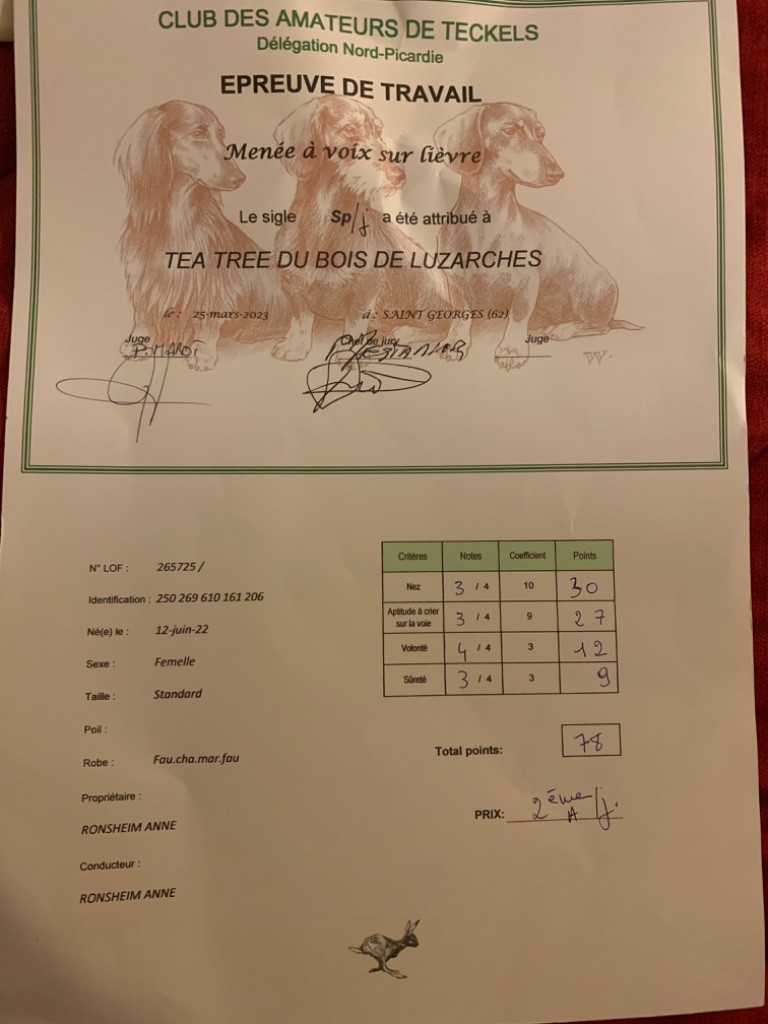 CLUB DES AMATEURS DE TECKELS
Délégation Nord-Picardie
EPREUVE DE TRAVAIL
Menée à voix sur lièvre
Le sigle Sp/j a été attribué à
TEA TREE DU BOIS DE LUZARCHES
le : 25-mars-2023 à : SAINT GEORGES (62)
Juge Chef de jury Juge
P. MAROT
N° LOF : 265725 /
Identification : 250 269 610 161 206
Né(e) le : 12-juin-22
Sexe : Femelle
Taille : Standard
Poil :
Robe : Fau.cha.mar.fau
Propriétaire :
RONSHEIM ANNE
Conducteur :
RONSHEIM ANNE
Critères Notes Coefficient Points
Nez 3 / 4 10 30
Aptitude à crier
sur la voie 3 / 4 9 27
Volonté 4 / 4 3 12
Sûreté 3 / 4 3 9
Total points: 78
PRIX: 2ème A/j.